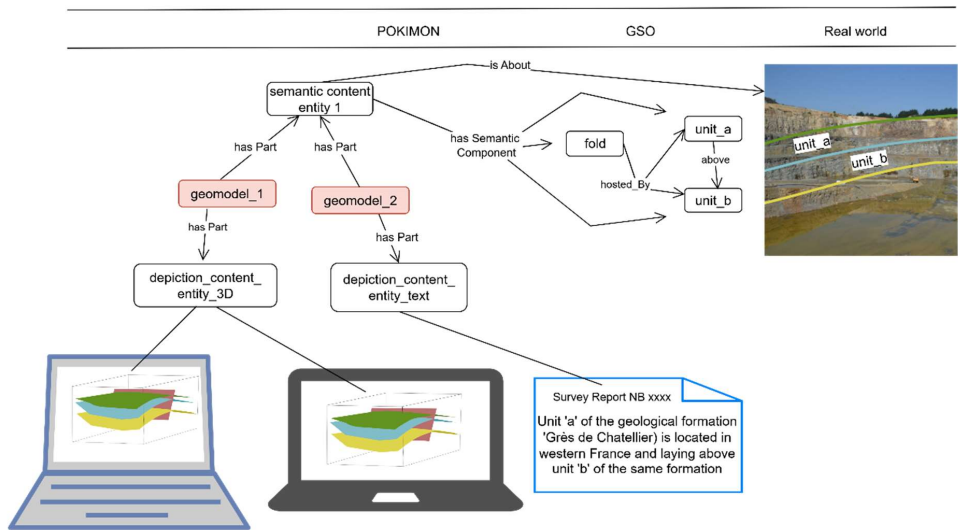 POKIMON
GSO
Real world
is About
semantic content
entity 1
has Semantic
Component
fold
unit_a
above
hosted_By
unit_b
unit_a
unit_b
has Part
has Part
geomodel_1
geomodel_2
has Part
has Part
depiction_content_
entity_3D
depiction_content_
entity_text
Survey Report NB xxxx
Unit 'a' of the geological formation
'Grès de Chatellier) is located in
western France and laying above
unit 'b' of the same formation